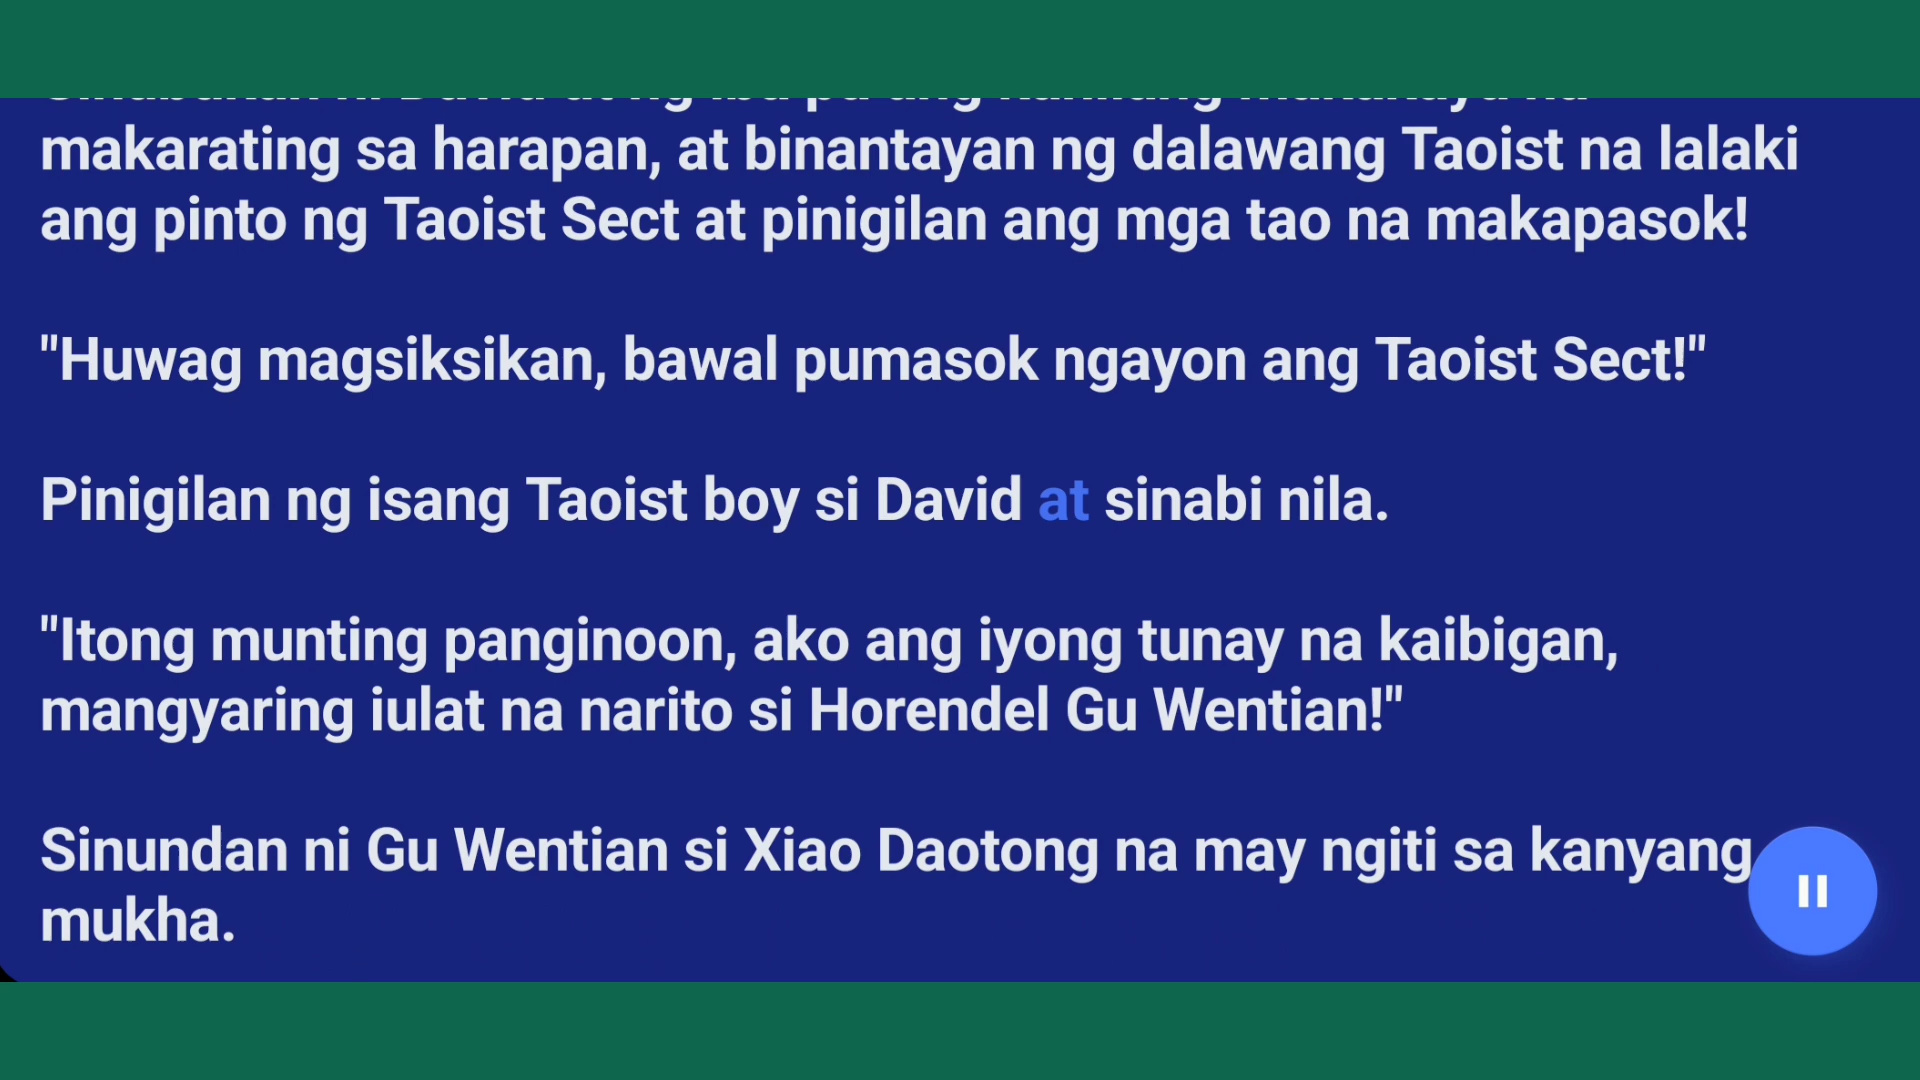 makarating sa harapan, at binantayan ng dalawang Taoist na lalaki
ang pinto ng Taoist Sect at pinigilan ang mga tao na makapasok!
"Huwag magsiksikan, bawal pumasok ngayon ang Taoist Sect!"
Pinigilan ng isang Taoist boy si David at sinabi nila.
"Itong munting panginoon, ako ang iyong tunay na kaibigan,
mangyaring iulat na narito si Horendel Gu Wentian!"
Sinundan ni Gu Wentian si Xiao Daotong na may ngiti sa kanyang
mukha.